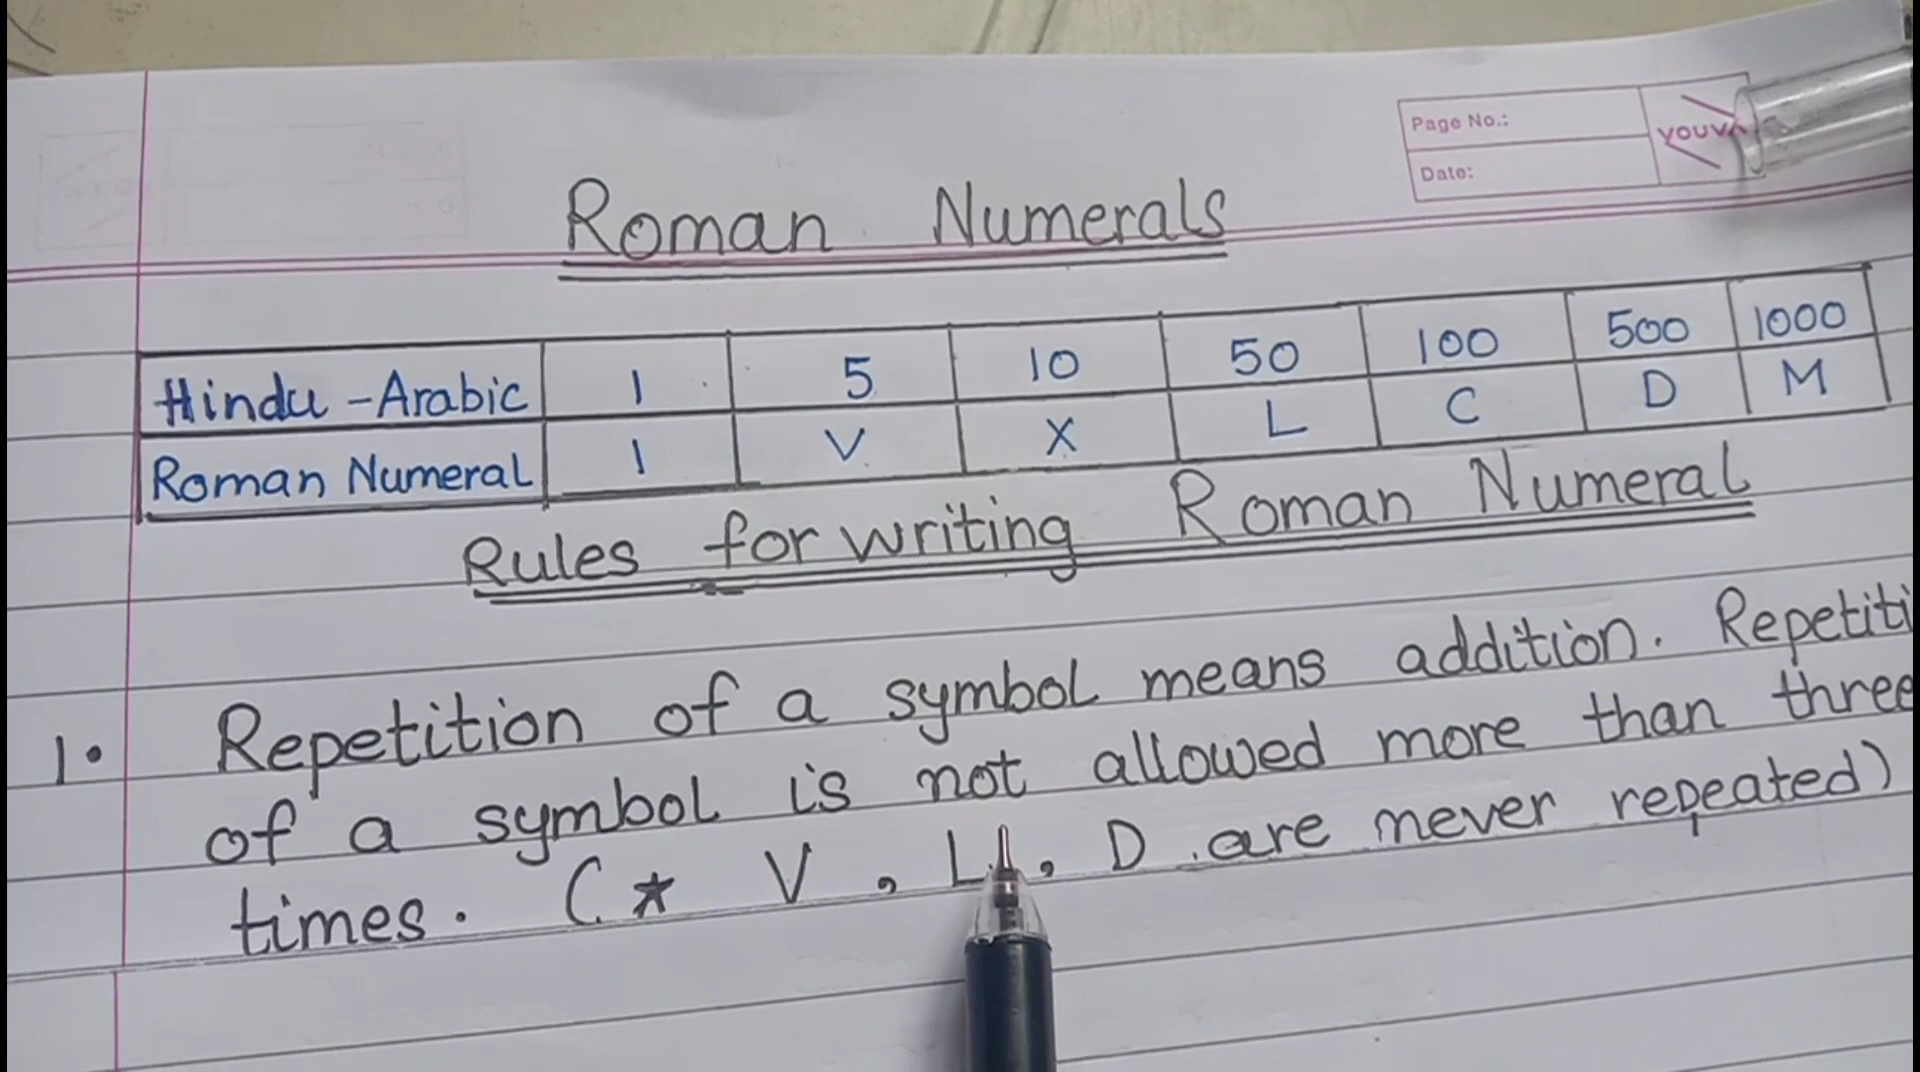 Page No.:
YOUVA
Date:
Roman Numerals
Hindu-Arabic 1 5 10 50 100 500 1000
Roman Numeral I V X L C D M
Rules for writing Roman Numeral
1. Repetition of a symbol means addition. Repetiti
of a symbol is not allowed more than three
times. (* V, L, D are never repeated)